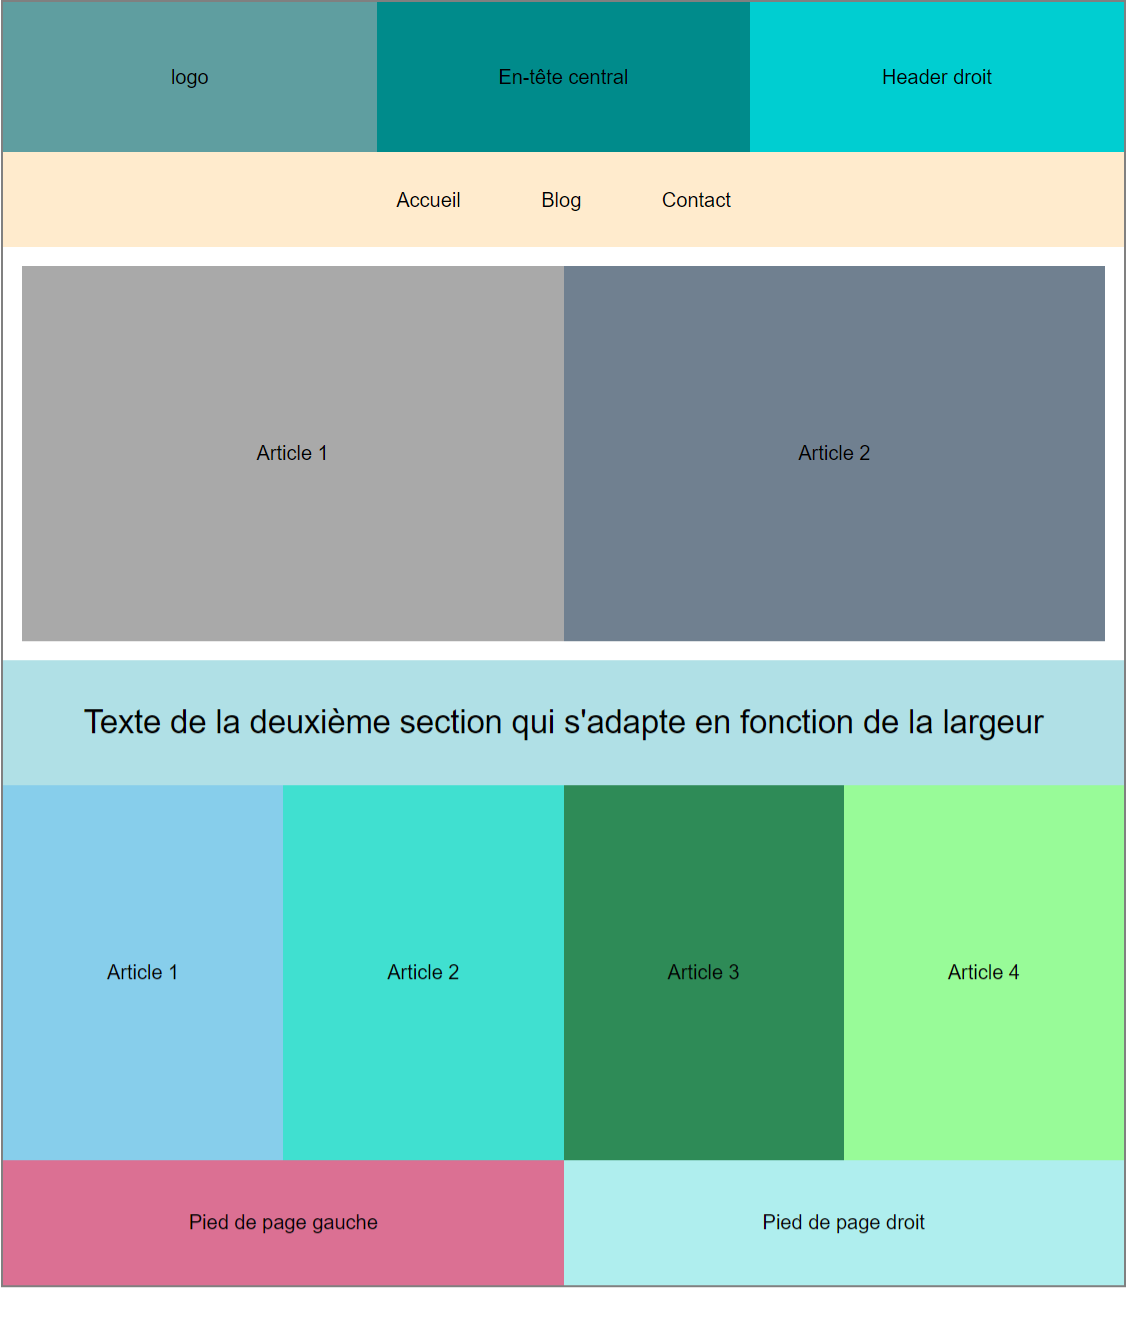 logo
En-tête central
Header droit
Accueil
Blog
Contact
Article 1
Article 2
Texte de la deuxième section qui s'adapte en fonction de la largeur
Article 1
Article 2
Article 3
Article 4
Pied de page gauche
Pied de page droit